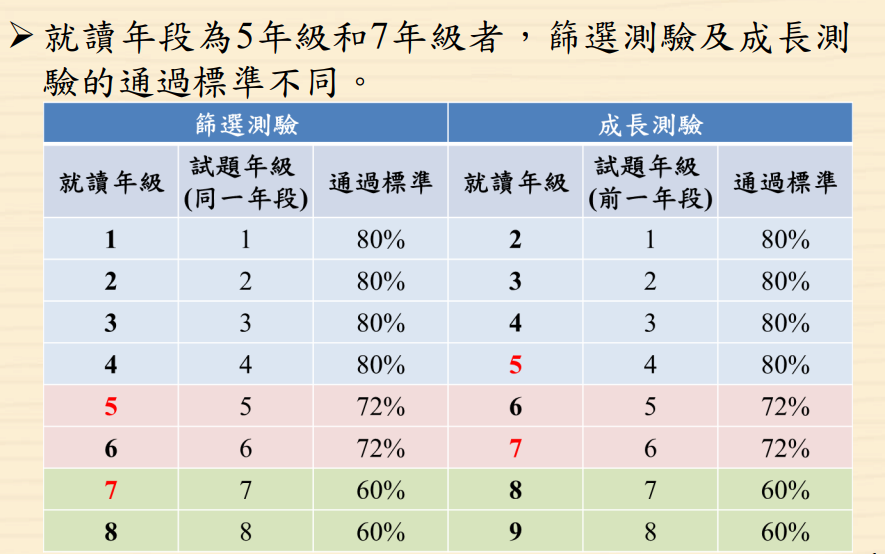 ➢ 就讀年段為5年級和7年級者，篩選測
驗及成長測驗的通過標準不同。
篩選測驗 成長測驗
就讀年級 試題年級 (同一年段) 通過標準 就讀年級 試題年級 (前一年段) 通過標準
1 1 80% 2 1 80%
2 2 80% 3 2 80%
3 3 80% 4 3 80%
4 4 80% 5 4 80%
5 5 72% 6 5 72%
6 6 72% 7 6 72%
7 7 60% 8 7 60%
8 8 60% 9 8 60%